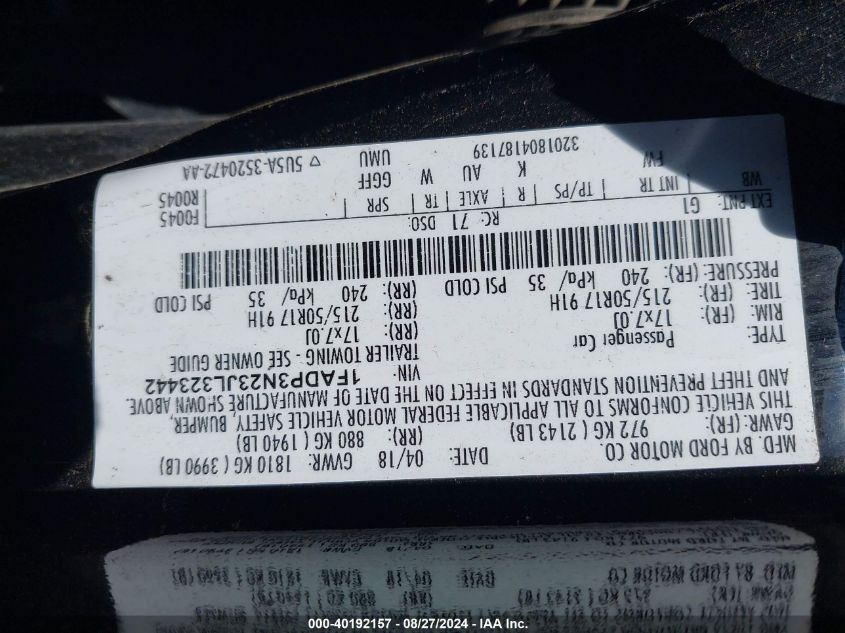 MFD. BY FORD MOTOR CO.
DATE: 04/18 GVWR: 1810 KG ( 3990 LB)
GAWR: (FR): 972 KG ( 2143 LB) (RR): 880 KG ( 1940 LB)
THIS VEHICLE CONFORMS TO ALL APPLICABLE FEDERAL MOTOR VEHICLE SAFETY, BUMPER,
AND THEFT PREVENTION STANDARDS IN EFFECT ON THE DATE OF MANUFACTURE SHOWN ABOVE.
VIN: 1FADP3N23JL323442
TYPE: Passenger Car TRAILER TOWING - SEE OWNER GUIDE
RIM: (FR): 17x7.0J (RR): 17x7.0J
TIRE: (FR): 215/50R17 91H (RR): 215/50R17 91H
PRESSURE: (FR): 240 kPa/ 35 PSI COLD (RR): 240 kPa/ 35 PSI COLD
RC: 71 DSO:
EXT PNT: G1 F0045
WB INT TR TP/PS R AXLE TR SPR R0045
FW K AU W GGFF
UMU ▽ 5U5A-3520472-AA
3201804187139
000-40192157 - 08/27/2024 - IAA Inc.